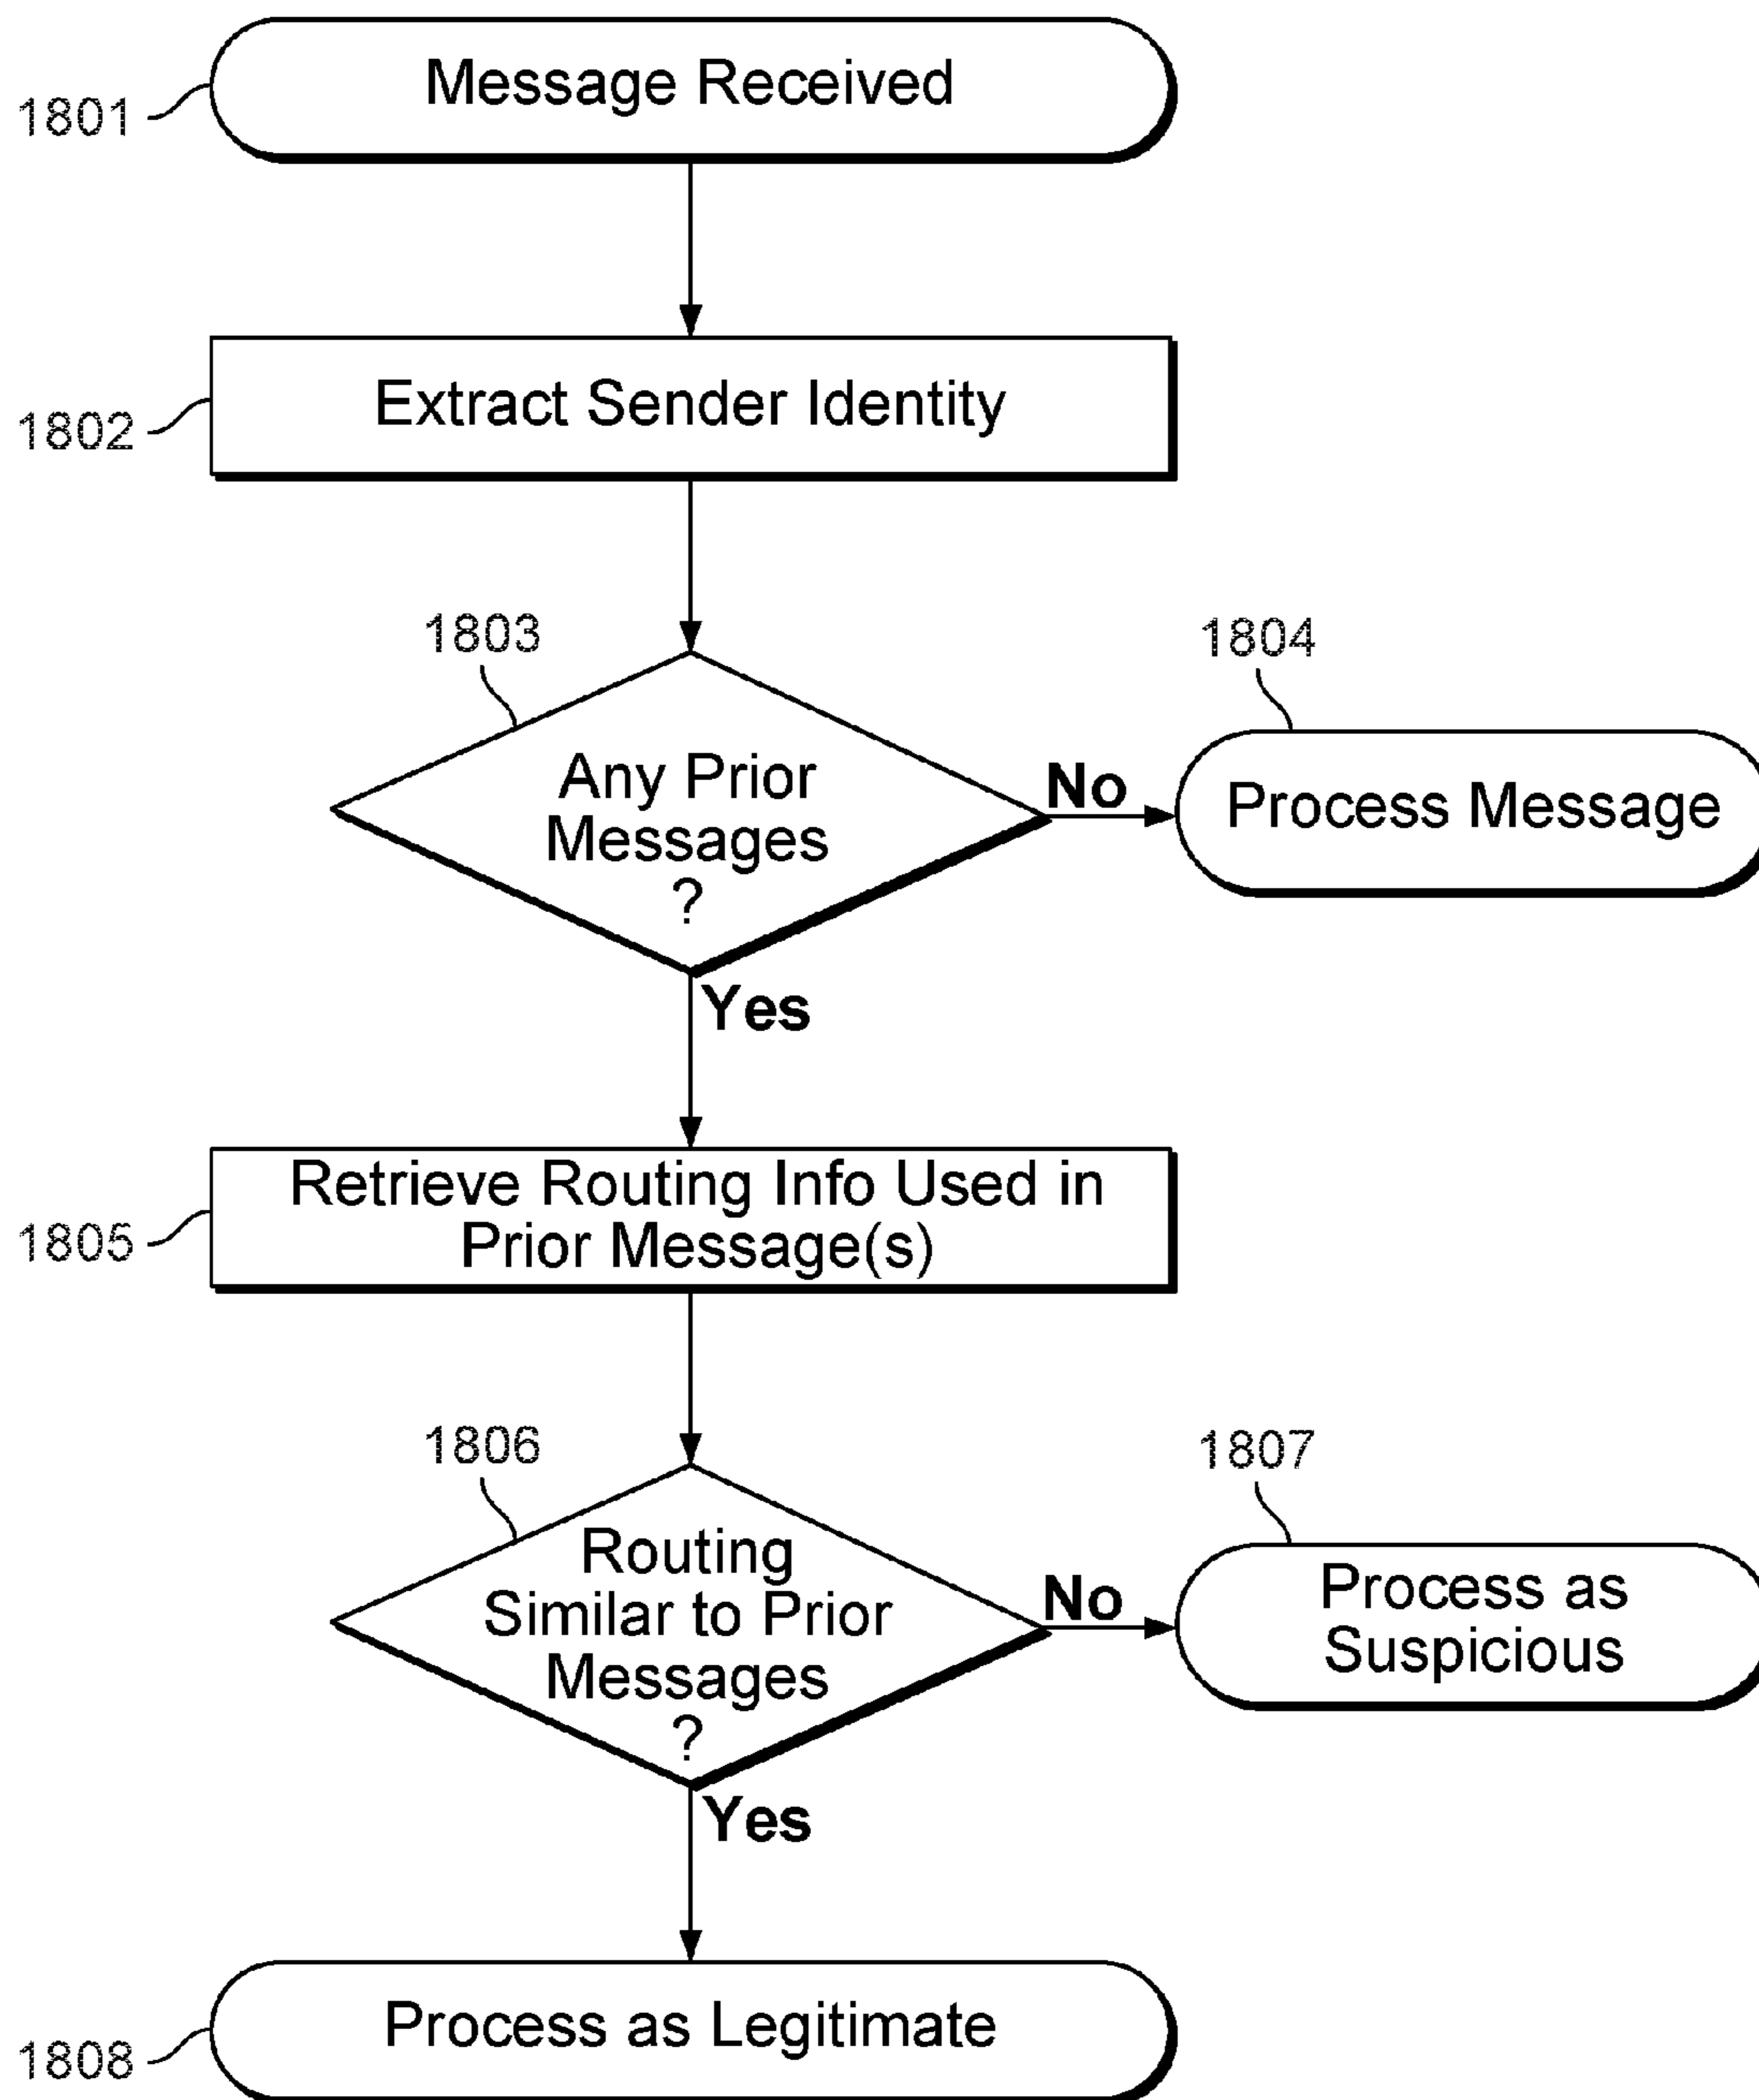 Message Received
1801
Extract Sender Identity
1802
1803
1804
Any Prior
Messages
?
No
Process Message
Yes
Retrieve Routing Info Used in
Prior Message(s)
1805
1806
1807
Routing
Similar to Prior
Messages
?
No
Process as
Suspicious
Yes
Process as Legitimate
1808